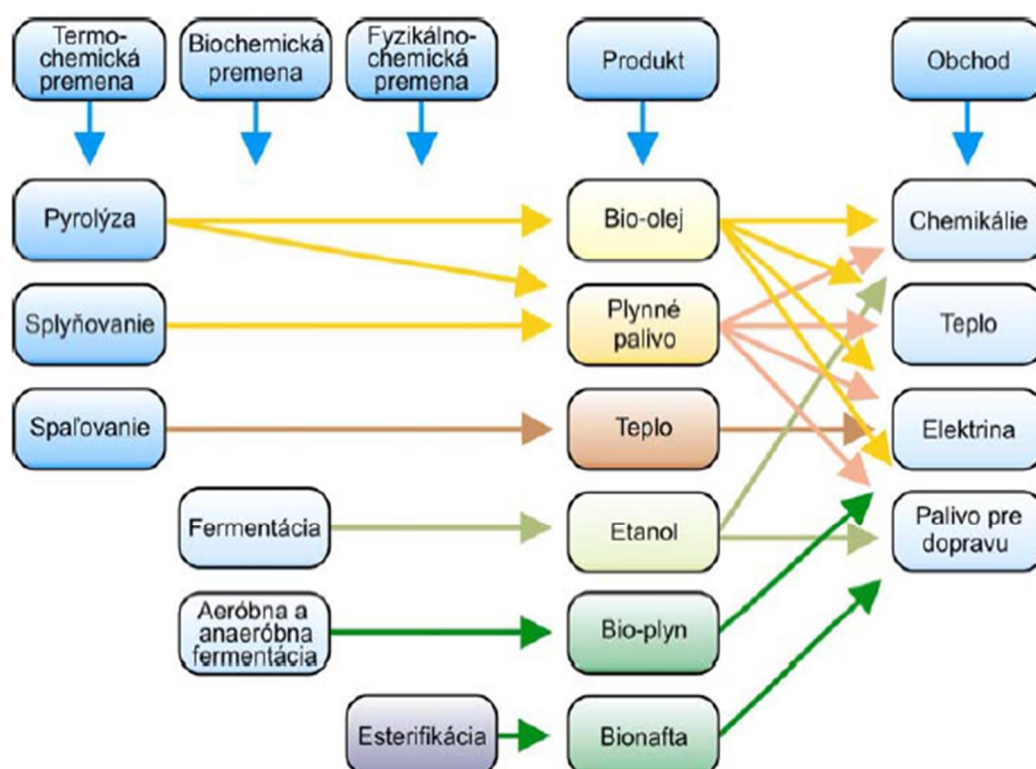 Termo-
chemická
premena
Biochemická
premena
Fyzikálno-
chemická
premena
Produkt
Obchod
Pyrolýza
Bio-olej
Chemikálie
Splyňovanie
Plynné
palivo
Teplo
Spaľovanie
Teplo
Elektrina
Fermentácia
Etanol
Palivo pre
dopravu
Aeróbna a
anaeróbna
fermentácia
Bio-plyn
Esterifikácia
Bionafta